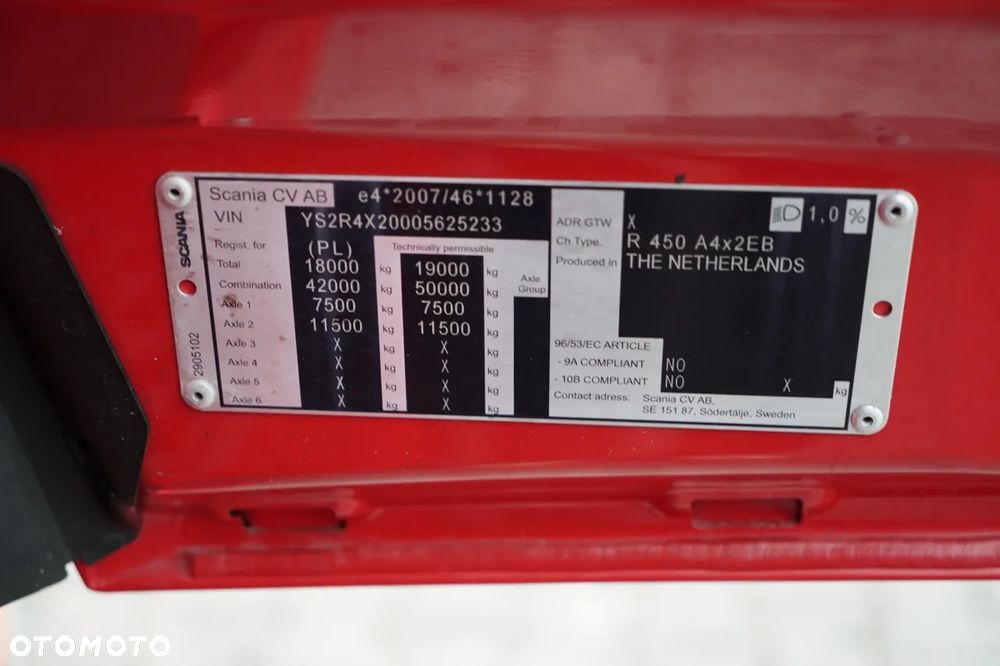 SCANIA
2905102
Scania CV AB e4*2007/46*1128
VIN YS2R4X20005625233
Regist. for (PL) Technically permissible
Total 18000 kg 19000 kg
Combination 42000 kg 50000 kg Axle Group
Axle 1 7500 kg 7500 kg
Axle 2 11500 kg 11500 kg
Axle 3 X kg X kg
Axle 4 X kg X kg
Axle 5 X kg X kg
Axle 6 X kg X kg
1,0 %
ADR GTW X
Ch Type. R 450 A4x2EB
Produced in THE NETHERLANDS
96/53/EC ARTICLE
- 9A COMPLIANT NO
- 10B COMPLIANT NO X kg
Contact adress: Scania CV AB,
SE 151 87, Södertälje, Sweden
OTOMOTO